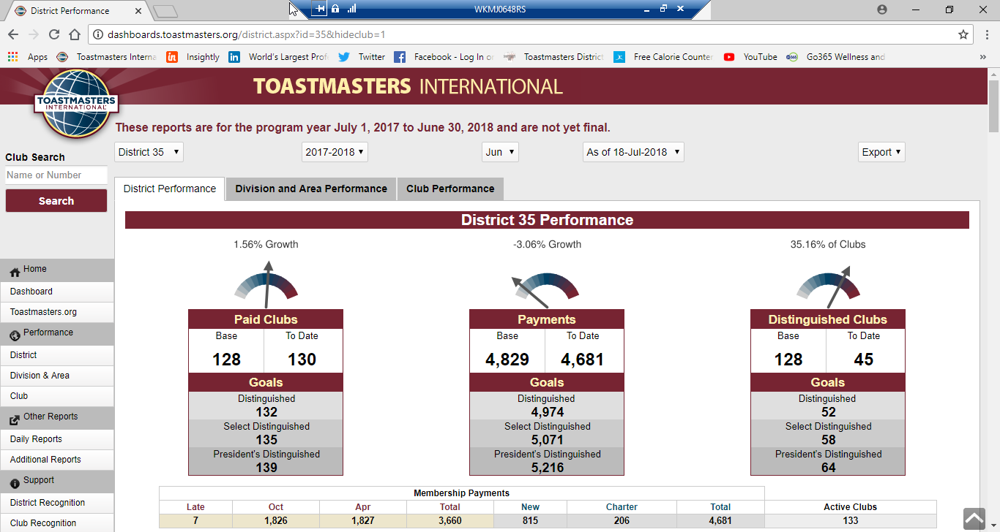 District Performance
WKMJ0648RS
dashboards.toastmasters.org/district.aspx?id=35&hideclub=1
Apps Toastmasters Interna Insightly World's Largest Prof Twitter Facebook - Log In or Toastmasters District Free Calorie Counter YouTube Go365 Wellness and
TOASTMASTERS INTERNATIONAL
TOASTMASTERS
INTERNATIONAL
These reports are for the program year July 1, 2017 to June 30, 2018 and are not yet final.
District 35 2017-2018 Jun As of 18-Jul-2018 Export
Club Search
Name or Number
Search
Home
Dashboard
Toastmasters.org
Performance
District
Division & Area
Club
Other Reports
Daily Reports
Additional Reports
Support
District Recognition
Club Recognition
District Performance Division and Area Performance Club Performance
District 35 Performance
1.56% Growth
Paid Clubs
Base To Date
128 130
Goals
Distinguished
132
Select Distinguished
135
President's Distinguished
139
-3.06% Growth
Payments
Base To Date
4,829 4,681
Goals
Distinguished
4,974
Select Distinguished
5,071
President's Distinguished
5,216
35.16% of Clubs
Distinguished Clubs
Base To Date
128 45
Goals
Distinguished
52
Select Distinguished
58
President's Distinguished
64
Membership Payments
Late Oct Apr Total New Charter Total Active Clubs
7 1,826 1,827 3,660 815 206 4,681 133